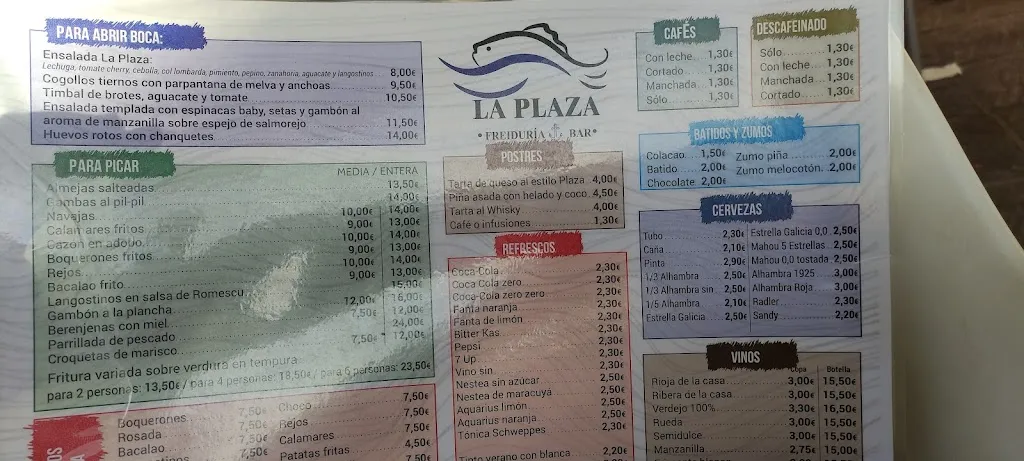 PARA ABRIR BOCA:
Ensalada La Plaza:
Lechuga, tomate cherry, cebolla, col lombarda, pimiento, pepino, zanahoria, aguacate y langostinos 8,00€
Cogollos tiernos con parpantana de melva y anchoas 9,50€
Timbal de brotes, aguacate y tomate 10,50€
Ensalada templada con espinacas baby, setas y gambón al
aroma de manzanilla sobre espejo de salmorejo 11,50€
Huevos rotos con chanquetes 14,00€
PARA PICAR
MEDIA / ENTERA
Almejas salteadas 13,50€
Gambas al pil-pil 14,00€
Navajas 10,00€ 14,00€
Calamares fritos 9,00€ 13,00€
Cazón en adobo 10,00€ 14,00€
Boquerones fritos 9,00€ 13,00€
Rejos 10,00€ 14,00€
Bacalao frito 9,00€ 13,00€
Langostinos en salsa de Romescu 15,00€
Gambón a la plancha 12,00€ 16,00€
Berenjenas con miel 7,50€ 12,00€
Parrillada de pescado 24,00€
Croquetas de marisco 7,50€ 12,00€
Fritura variada sobre verdura en tempura
para 2 personas: 13,50€ / para 4 personas: 18,50€ / para 6 personas: 23,50€
Boquerones 7,50€
Rosada 7,50€
Bacalao 7,50€
Choco 7,50€
Rejos 7,50€
Calamares 7,50€
Patatas fritas 4,50€
LA PLAZA
• FREIDURÍA BAR •
POSTRES
Tarta de queso al estilo Plaza 4,00€
Piña asada con helado y coco 4,50€
Tarta al Whisky 4,00€
Café o infusiones 1,30€
REFRESCOS
Coca-Cola 2,30€
Coca Cola zero 2,30€
Coca-Cola zero zero 2,30€
Fanta naranja 2,30€
Fanta de limón 2,30€
Bitter Kas 2,30€
Pepsi 2,30€
7 Up 2,30€
Vino sin 2,30€
Nestea sin azúcar 2,50€
Nestea de maracuya 2,50€
Aquarius limón 2,50€
Aquarius naranja 2,50€
Tónica Schweppes 2,30€
Tinto verano con blanca 2,20€
CAFÉS
Con leche 1,30€
Cortado 1,30€
Manchada 1,30€
Sólo 1,30€
DESCAFEINADO
Sólo 1,30€
Con leche 1,30€
Manchada 1,30€
Cortado 1,30€
BATIDOS Y ZUMOS
Colacao 1,50€
Batido 2,00€
Chocolate 2,00€
Zumo piña 2,00€
Zumo melocotón 2,00€
CERVEZAS
Tubo 2,30€
Caña 2,10€
Pinta 2,90€
1/3 Alhambra 2,50€
1/3 Alhambra sin 2,50€
1/5 Alhambra 2,10€
Estrella Galicia 2,50€
Estrella Galicia 0,0 2,50€
Mahou 5 Estrellas 2,50€
Mahou 0,0 tostada 2,50€
Alhambra 1925 3,00€
Alhambra Roja 3,00€
Radler 2,30€
Sandy 2,20€
VINOS
Copa Botella
Rioja de la casa 3,00€ 15,50€
Ribera de la casa 3,00€ 15,50€
Verdejo 100% 3,30€ 16,50€
Rueda 3,00€ 15,50€
Semidulce 3,00€ 15,50€
Manzanilla 2,75€ 15,00€